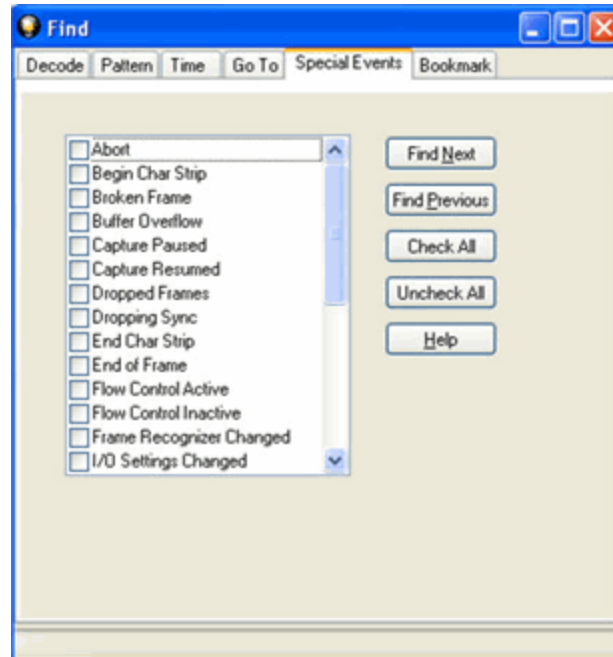 Find
Decode Pattern Time Go To Special Events Bookmark
Abort
Begin Char Strip
Broken Frame
Buffer Overflow
Capture Paused
Capture Resumed
Dropped Frames
Dropping Sync
End Char Strip
End of Frame
Flow Control Active
Flow Control Inactive
Frame Recognizer Changed
I/O Settings Changed
Find Next
Find Previous
Check All
Uncheck All
Help